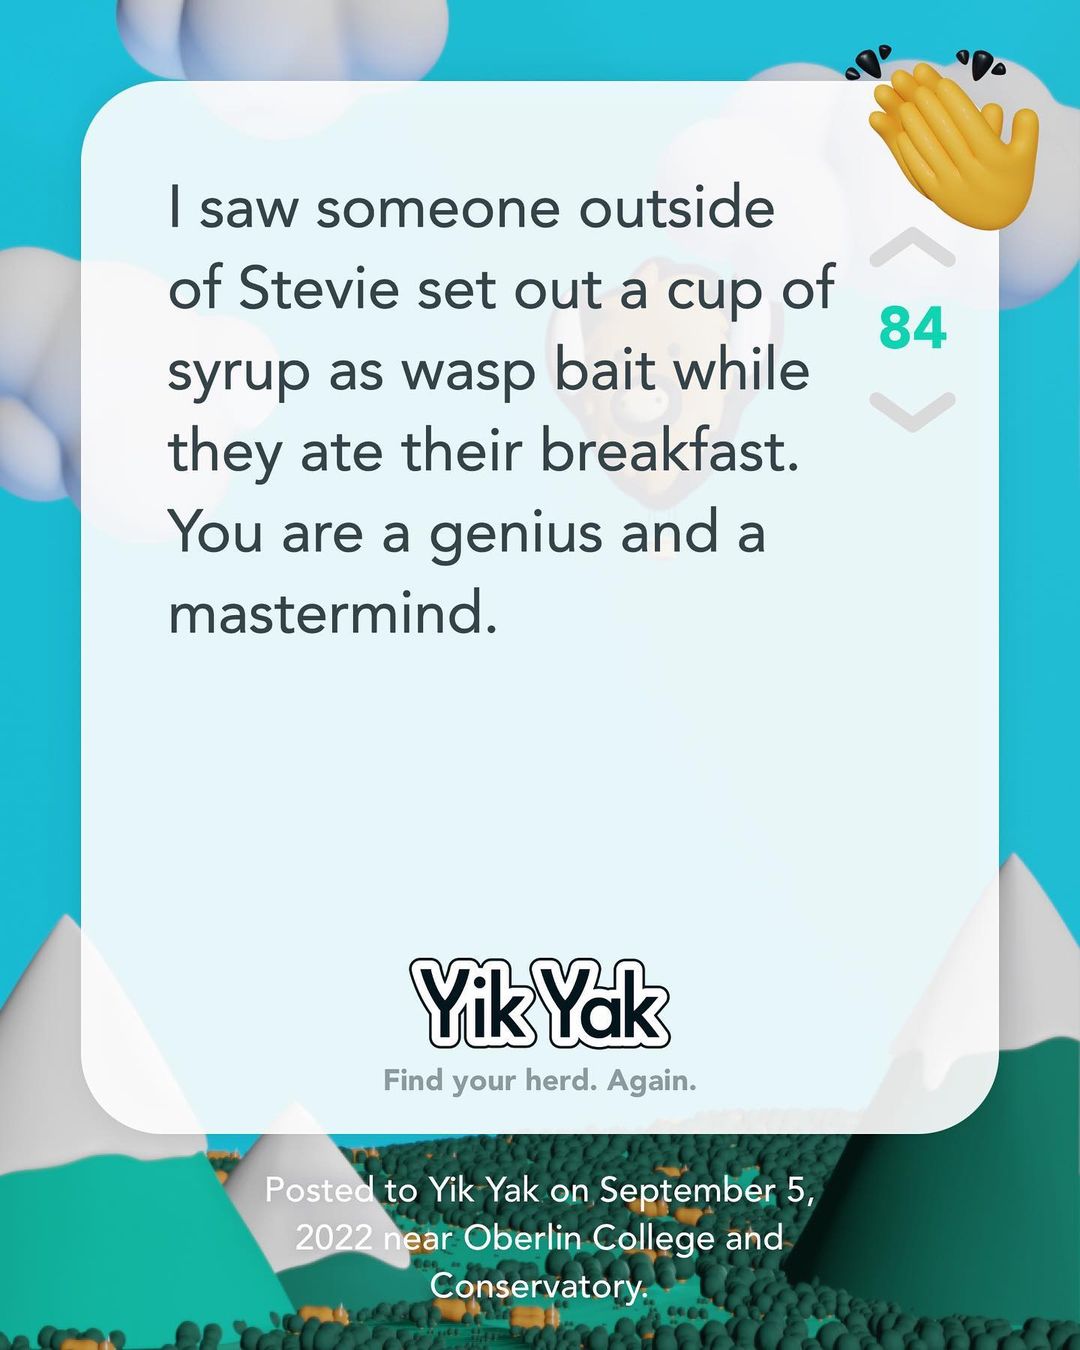 I saw someone outside
of Stevie set out a cup of
syrup as wasp bait while
they ate their breakfast.
You are a genius and a
mastermind.
84
Yik Yak
Find your herd. Again.
Posted to Yik Yak on September 5,
2022 near Oberlin College and
Conservatory.